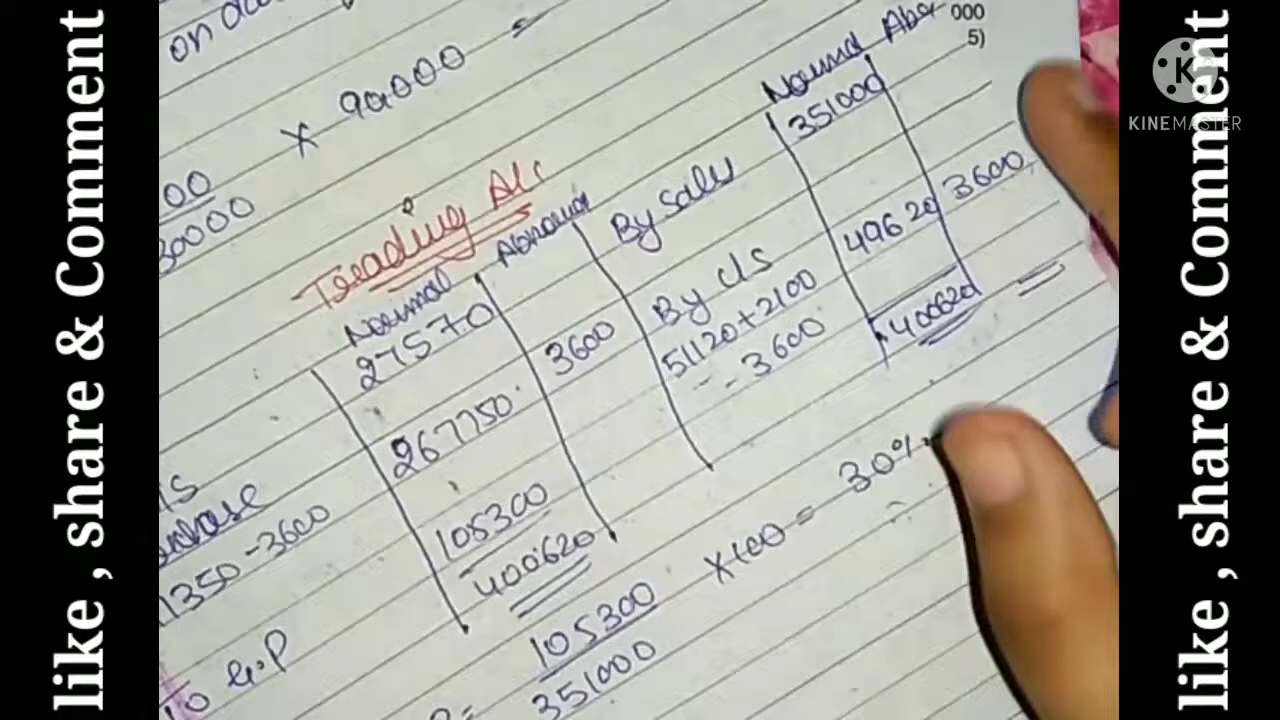 like , share & Comment
on
× 90000 =
00
30000
Trading A/c
Normal Abnormal
27570
3600
267750
1350 - 3600
105300
400620
To G.P
By Sales
By c/s
51120 + 2100
- 3600
Normal Abn
351000
49620 3600
400620
105300
351000
× 100 = 30%
000
5)
KINEMASTER
like , share & Comment